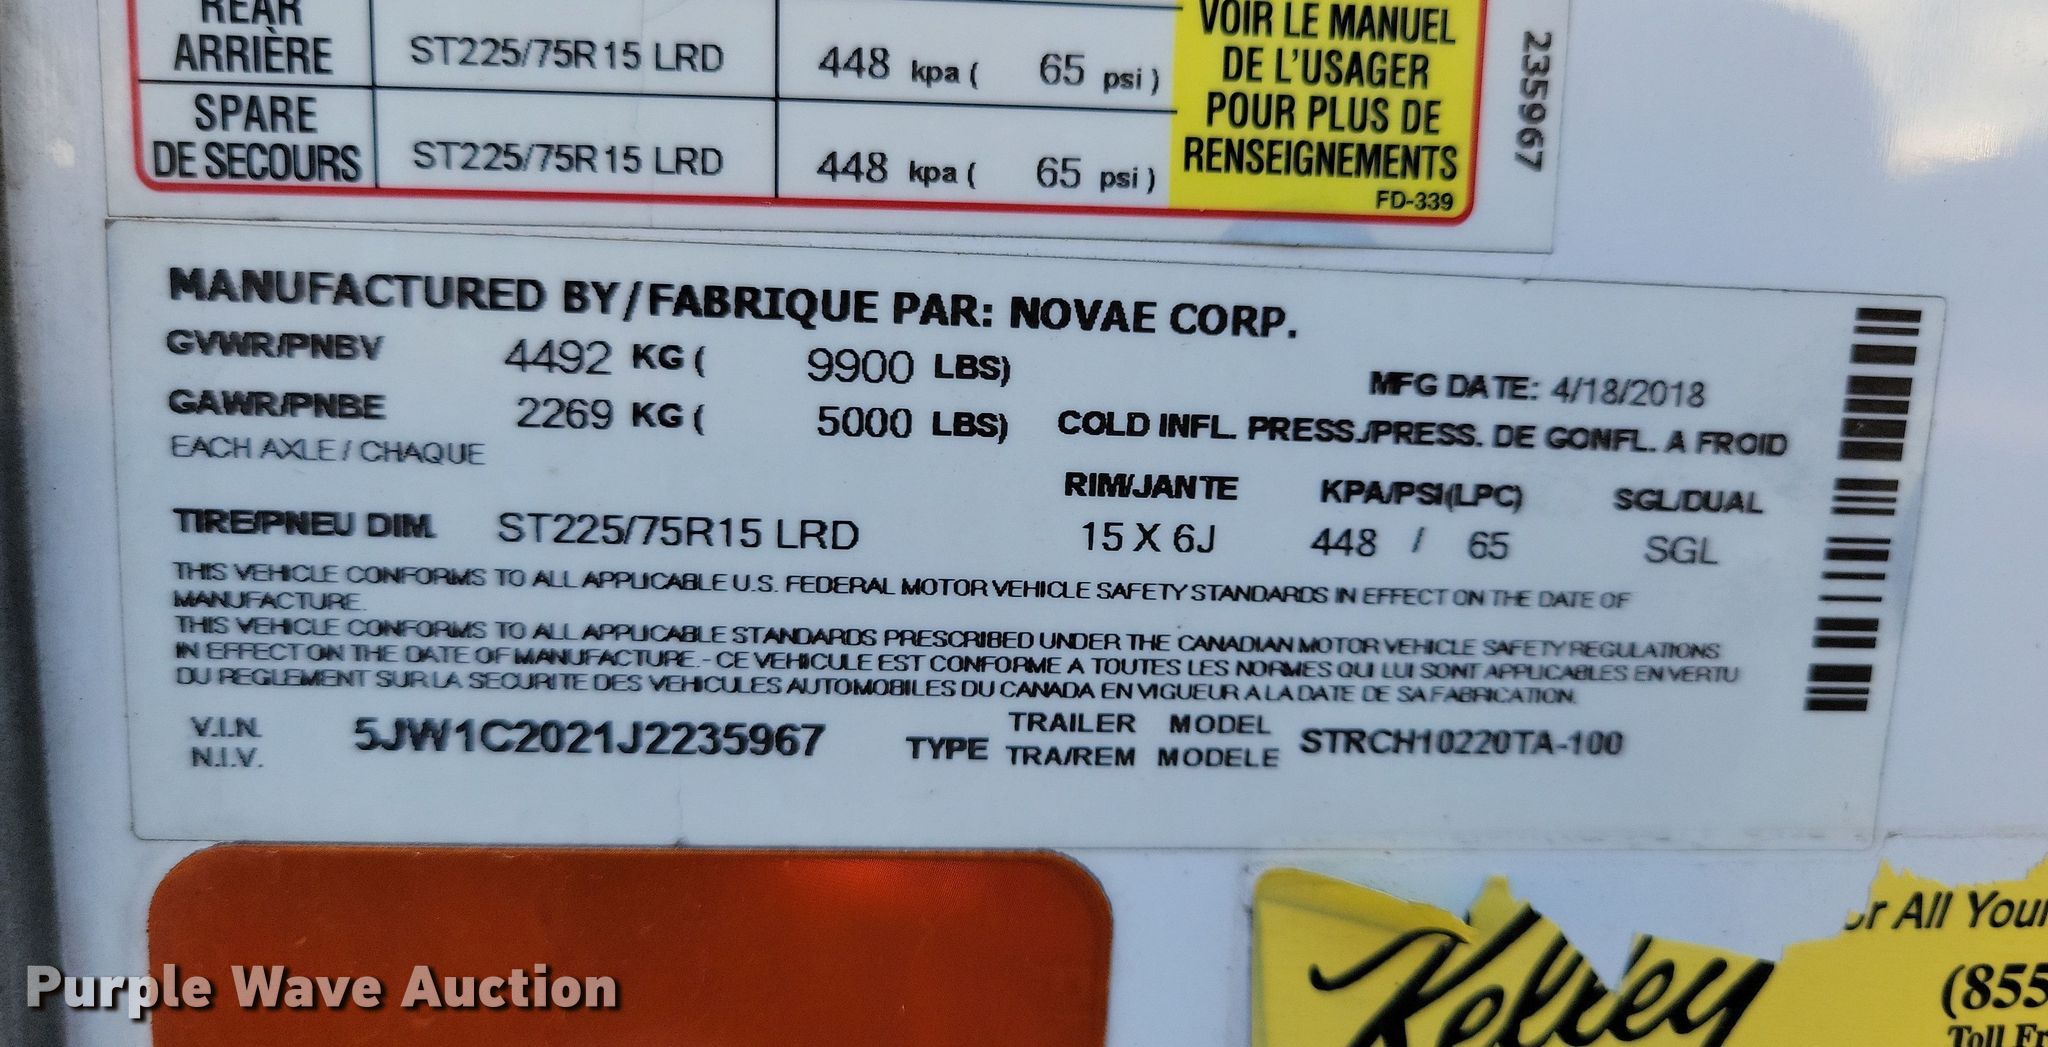 REAR
ARRIÈRE ST225/75R15 LRD 448 kpa ( 65 psi )
SPARE
DE SECOURS ST225/75R15 LRD 448 kpa ( 65 psi )
VOIR LE MANUEL
DE L'USAGER
POUR PLUS DE
RENSEIGNEMENTS
FD-339
235967
MANUFACTURED BY/FABRIQUE PAR: NOVAE CORP.
GVWR/PNBV 4492 KG ( 9900 LBS)
MFG DATE: 4/18/2018
GAWR/PNBE 2269 KG ( 5000 LBS)
EACH AXLE / CHAQUE
COLD INFL. PRESS./PRESS. DE GONFL. A FROID
RIM/JANTE KPA/PSI(LPC) SGL/DUAL
TIRE/PNEU DIM. ST225/75R15 LRD 15 X 6J 448 / 65 SGL
THIS VEHICLE CONFORMS TO ALL APPLICABLE U.S. FEDERAL MOTOR VEHICLE SAFETY STANDARDS IN EFFECT ON THE DATE OF
MANUFACTURE.
THIS VEHICLE CONFORMS TO ALL APPLICABLE STANDARDS PRESCRIBED UNDER THE CANADIAN MOTOR VEHICLE SAFETY REGULATIONS
IN EFFECT ON THE DATE OF MANUFACTURE.- CE VEHICULE EST CONFORME A TOUTES LES NORMES QUI LUI SONT APPLICABLES EN VERTU
DU REGLEMENT SUR LA SECURITE DES VEHICULES AUTOMOBILES DU CANADA EN VIGUEUR A LA DATE DE SA FABRICATION.
V.I.N.
N.I.V.
5JW1C2021J2235967
TYPE
TRAILER MODEL
TRA/REM MODELE
STRCH10220TA-100
Kelley
or All Your
(855
Toll Fr
Purple Wave Auction